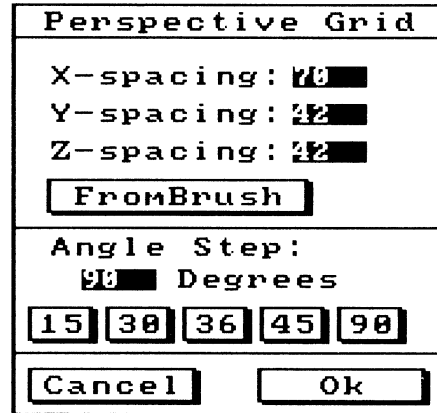 Perspective Grid
X-spacing: 70
Y-spacing: 42
Z-spacing: 42
FromBrush
Angle Step:
90 Degrees
15 30 36 45 90
Cancel Ok